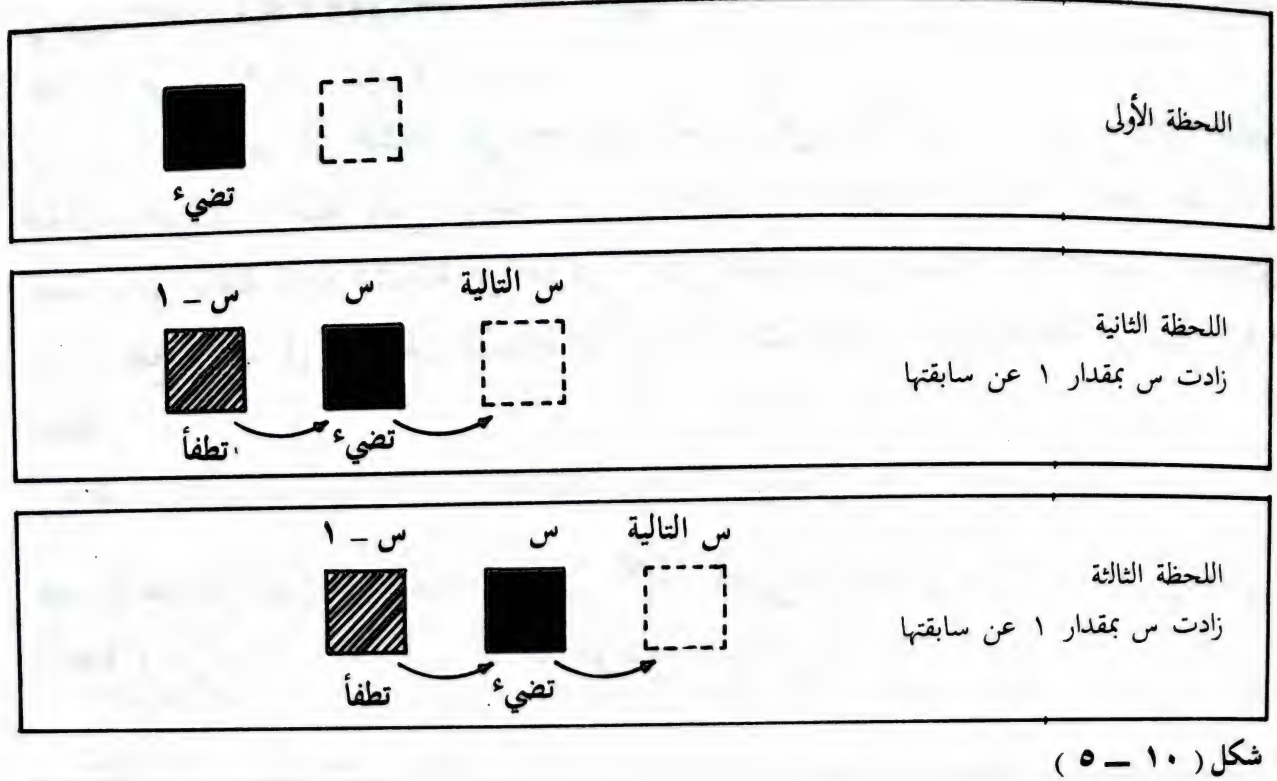 اللحظة الأولى
تضيء
س التالية
س
س – ١
اللحظة الثانية
زادت س بمقدار ١ عن سابقتها
تضيء
تطفأ
س التالية
س
س – ١
اللحظة الثالثة
زادت س بمقدار ١ عن سابقتها
تضيء
تطفأ
شكل ( ١٠ – ٥ )